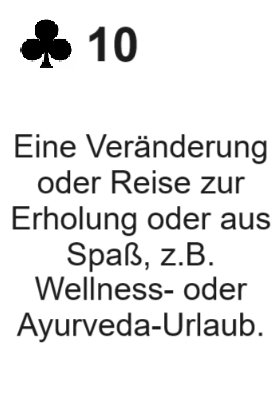 ♣ 10
Eine Veränderung
oder Reise zur
Erholung oder aus
Spaß, z.B.
Wellness- oder
Ayurveda-Urlaub.